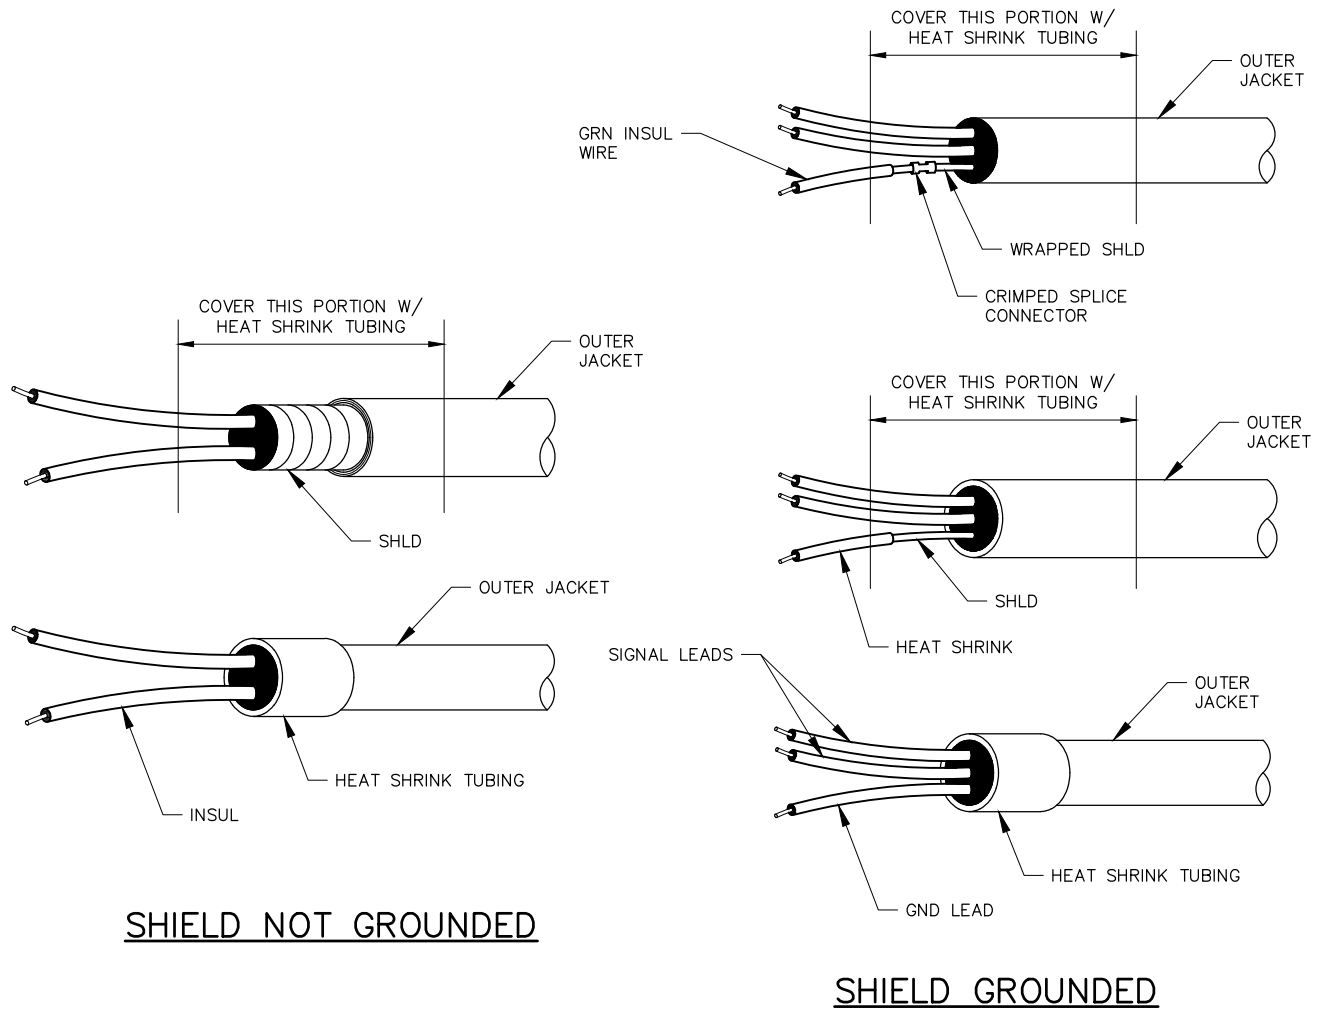 COVER THIS PORTION W/
HEAT SHRINK TUBING
OUTER
JACKET
GRN INSUL
WIRE
WRAPPED SHLD
CRIMPED SPLICE
CONNECTOR
COVER THIS PORTION W/
HEAT SHRINK TUBING
OUTER
JACKET
SHLD
OUTER JACKET
HEAT SHRINK TUBING
INSUL
SHIELD NOT GROUNDED
COVER THIS PORTION W/
HEAT SHRINK TUBING
OUTER
JACKET
SHLD
HEAT SHRINK
SIGNAL LEADS
OUTER
JACKET
HEAT SHRINK TUBING
GND LEAD
SHIELD GROUNDED